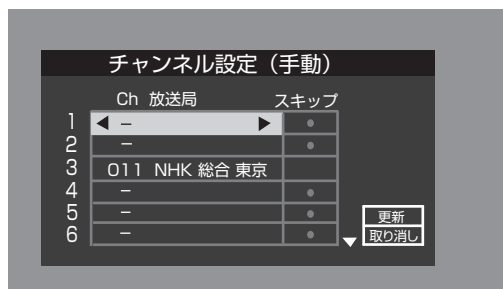 チャンネル設定（手動）
Ch 放送局 スキップ
1 ◀ – ▶ ●
2 – ●
3 011 NHK 総合 東京
4 – ●
5 – ●
6 – ●
更新
▼ 取り消し